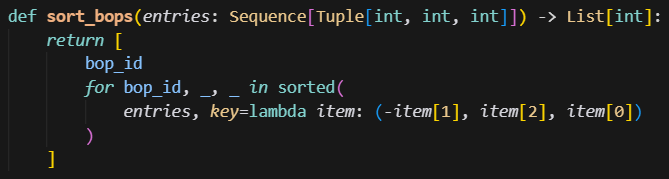 def sort_bops(entries: Sequence[Tuple[int, int, int]]) -> List[int]:
    return [
        bop_id
        for bop_id, _, _ in sorted(
            entries, key=lambda item: (-item[1], item[2], item[0])
        )
    ]